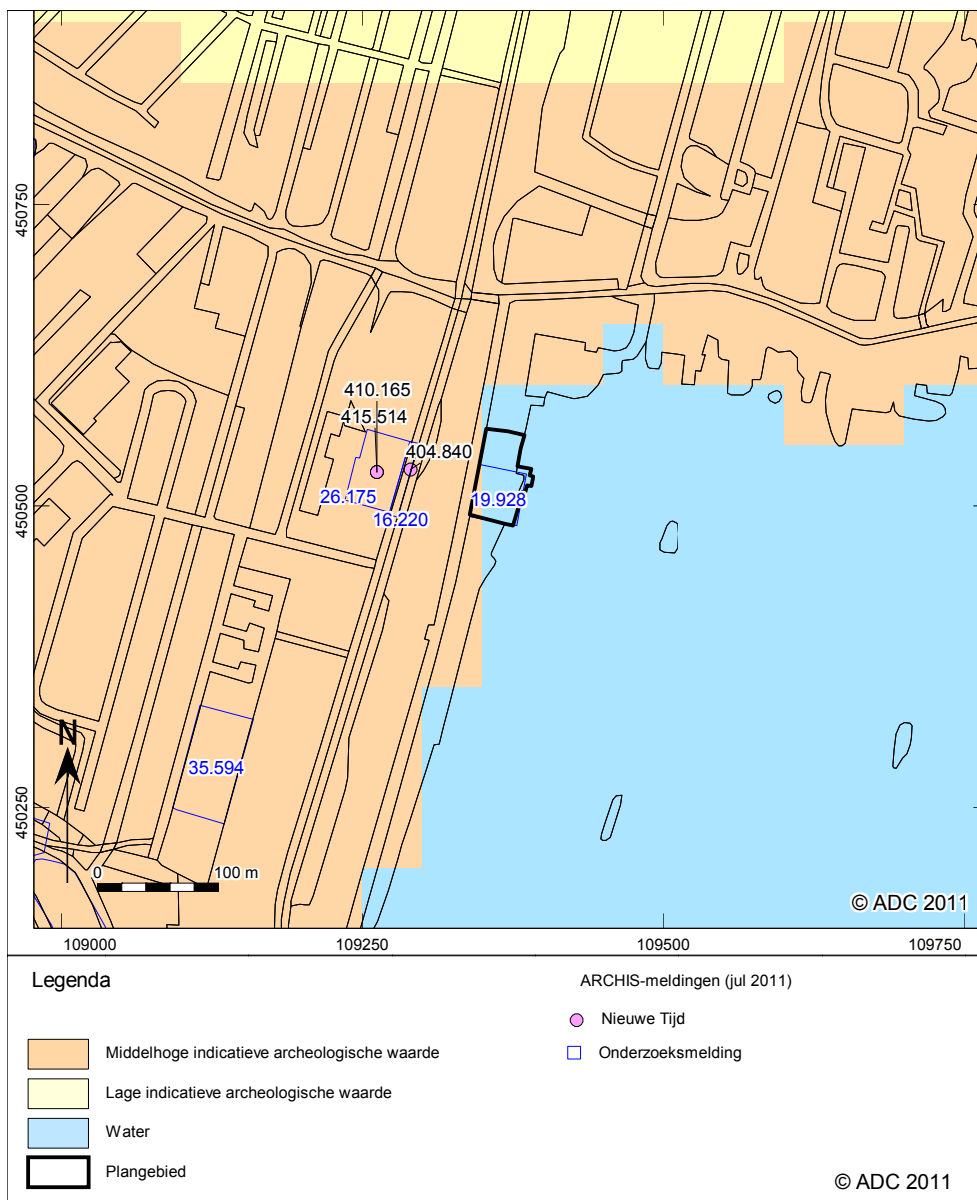 450750
410.165
415.514
404.840
26.175
19.928
450500
16.220
N
35.594
450250
0 100 m
© ADC 2011
109000 109250 109500 109750
Legenda
ARCHIS-meldingen (jul 2011)
Nieuwe Tijd
Middelhoge indicatieve archeologische waarde
Onderzoeksmelding
Lage indicatieve archeologische waarde
Water
Plangebied
© ADC 2011